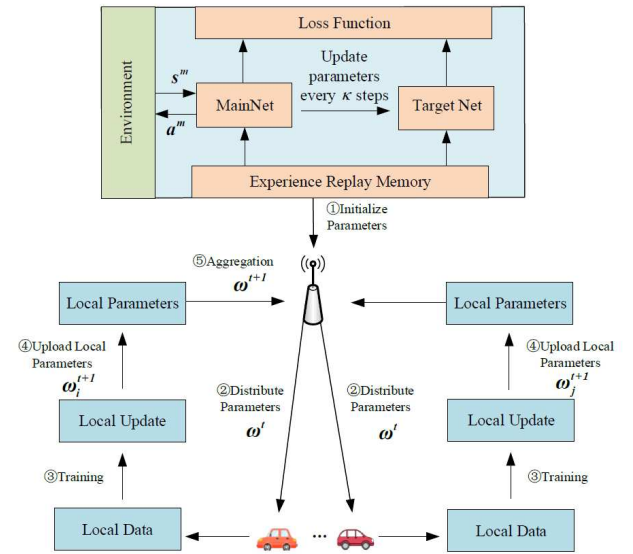 Loss Function
Environment
s^m
a^m
MainNet
Update
parameters
every κ steps
Target Net
Experience Replay Memory
①Initialize
Parameters
⑤Aggregation
ω^{t+1}
Local Parameters
Local Parameters
④Upload Local
Parameters
ω_i^{t+1}
④Upload Local
Parameters
ω_j^{t+1}
②Distribute
Parameters
ω^t
②Distribute
Parameters
ω^t
Local Update
Local Update
③Training
③Training
Local Data
...
Local Data